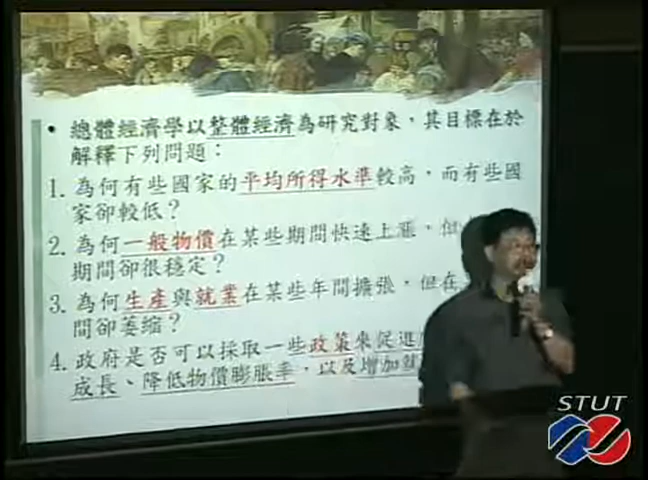 • 總體經濟學以整體經濟為研究對象，其目標在於
解釋下列問題：
1. 為何有些國家的平均所得水準較高，而有些國
家卻較低？
2. 為何一般物價在某些期間快速上漲，但
期間卻很穩定？
3. 為何生產與就業在某些年間擴張，但在
間卻萎縮？
4. 政府是否可以採取一些政策來促進
成長、降低物價膨脹率，以及增加
STUT